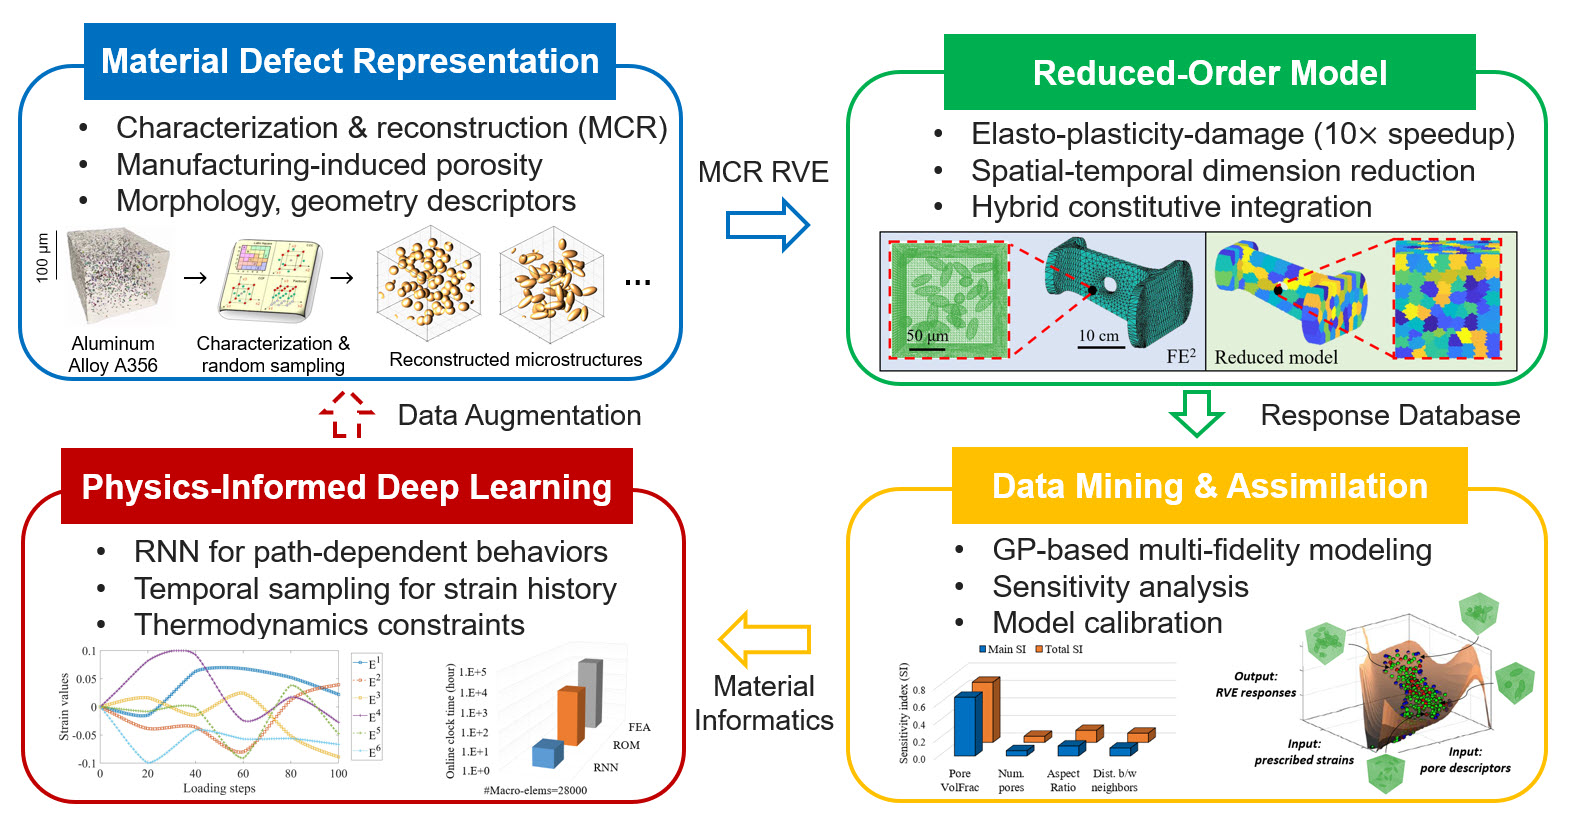 Material Defect Representation
• Characterization & reconstruction (MCR)
• Manufacturing-induced porosity
• Morphology, geometry descriptors
100 μm
Aluminum
Alloy A356
Characterization &
random sampling
Reconstructed microstructures
...
MCR RVE
Reduced-Order Model
• Elasto-plasticity-damage (10× speedup)
• Spatial-temporal dimension reduction
• Hybrid constitutive integration
50 μm
10 cm
FE²
Reduced model
Data Augmentation
Response Database
Physics-Informed Deep Learning
• RNN for path-dependent behaviors
• Temporal sampling for strain history
• Thermodynamics constraints
Strain values
0.1
0.05
0
-0.05
-0.1
0 20 40 60 80 100
Loading steps
E¹
E²
E³
E⁴
E⁵
E⁶
Online clock time (hour)
1.E+5
1.E+4
1.E+3
1.E+2
1.E+1
1.E+0
FEA
ROM
RNN
#Macro-elems=28000
Material
Informatics
Data Mining & Assimilation
• GP-based multi-fidelity modeling
• Sensitivity analysis
• Model calibration
Main SI Total SI
Sensitivity index (SI)
0.8
0.6
0.4
0.2
0.0
Pore
VolFrac
Num.
pores
Aspect
Ratio
Dist. b/w
neighbors
Output:
RVE responses
Input:
prescribed strains
Input:
pore descriptors